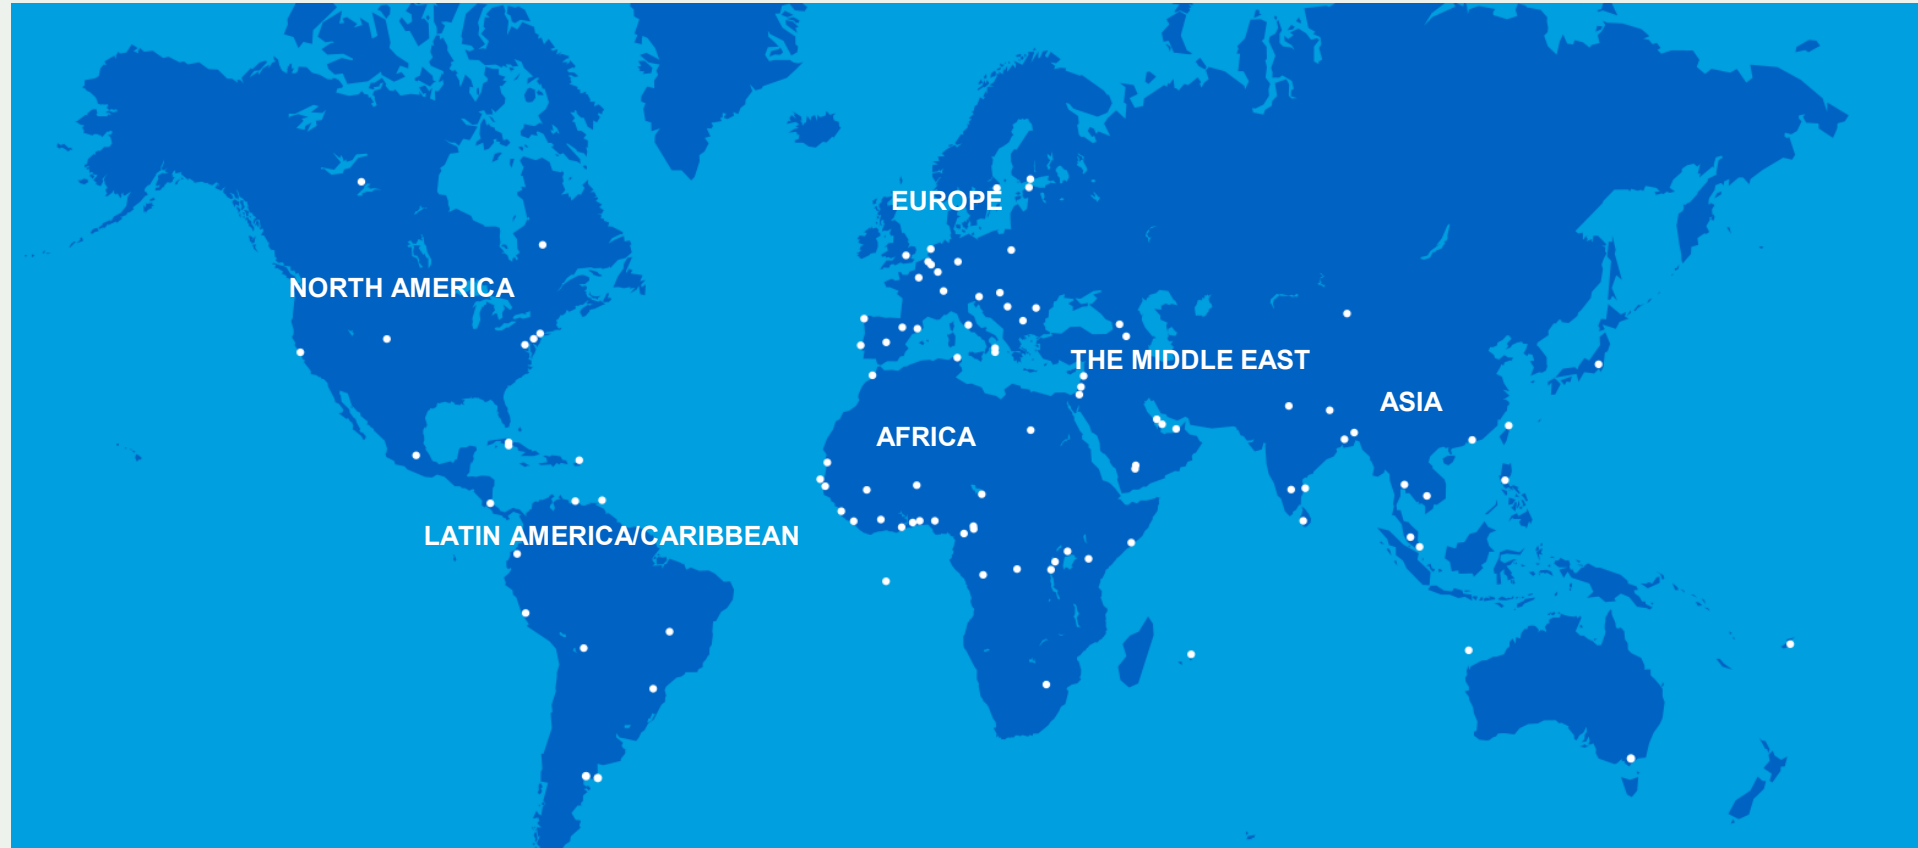 EUROPE
NORTH AMERICA
THE MIDDLE EAST
ASIA
AFRICA
LATIN AMERICA/CARIBBEAN